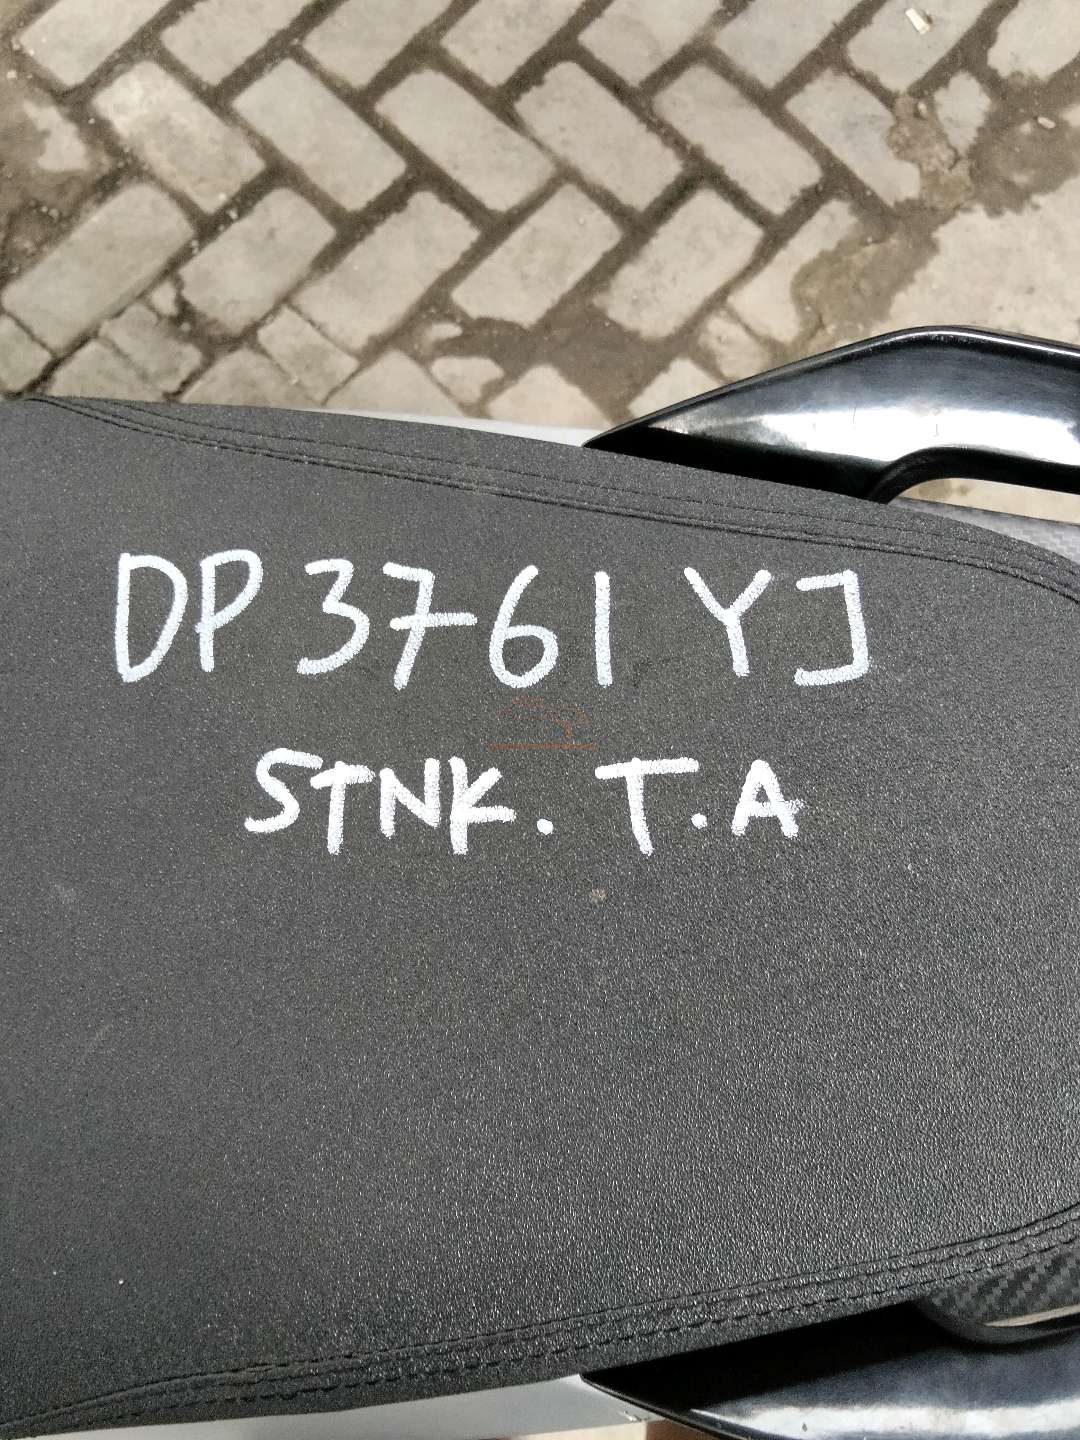 DP 3761 YJ
STNK. T.A